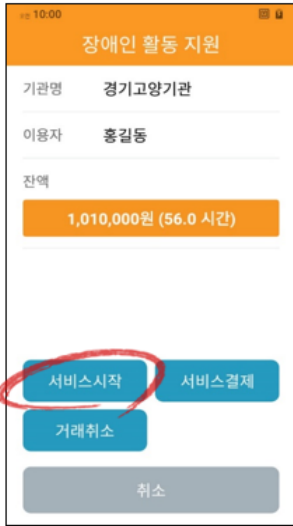 오전 10:00
장애인 활동 지원
기관명 경기고양기관
이용자 홍길동
잔액
1,010,000원 (56.0 시간)
서비스시작 서비스결제
거래취소
취소